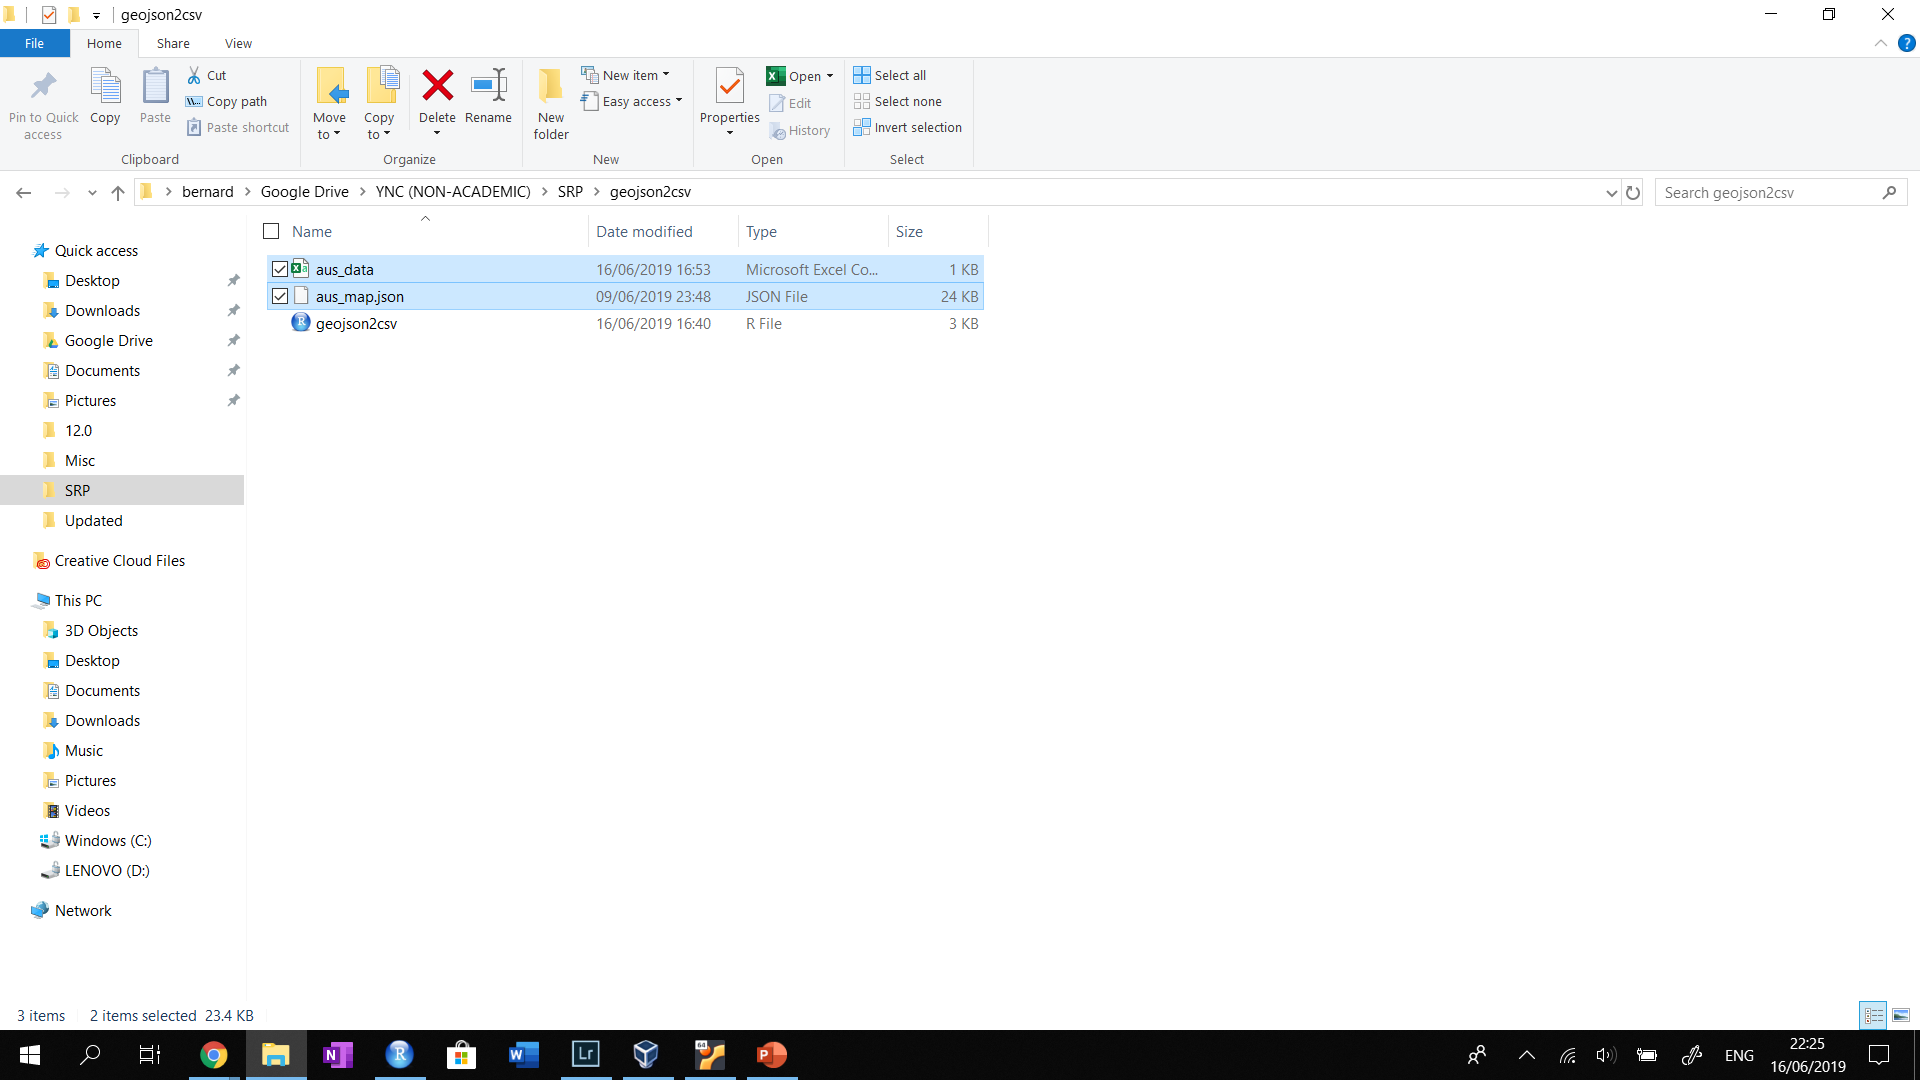 geojson2csv
File Home Share View
Pin to Quick access
Copy
Paste
Cut
Copy path
Paste shortcut
Clipboard
Move to
Copy to
Delete
Rename
Organize
New folder
New item
Easy access
New
Properties
Open
Edit
History
Open
Select all
Select none
Invert selection
Select
bernard Google Drive YNC (NON-ACADEMIC) SRP geojson2csv
Search geojson2csv
Name Date modified Type Size
aus_data 16/06/2019 16:53 Microsoft Excel Co... 1 KB
aus_map.json 09/06/2019 23:48 JSON File 24 KB
geojson2csv 16/06/2019 16:40 R File 3 KB
Quick access
Desktop
Downloads
Google Drive
Documents
Pictures
12.0
Misc
SRP
Updated
Creative Cloud Files
This PC
3D Objects
Desktop
Documents
Downloads
Music
Pictures
Videos
Windows (C:)
LENOVO (D:)
Network
3 items 2 items selected 23.4 KB
N R W Lr 64 P
ENG
22:25
16/06/2019